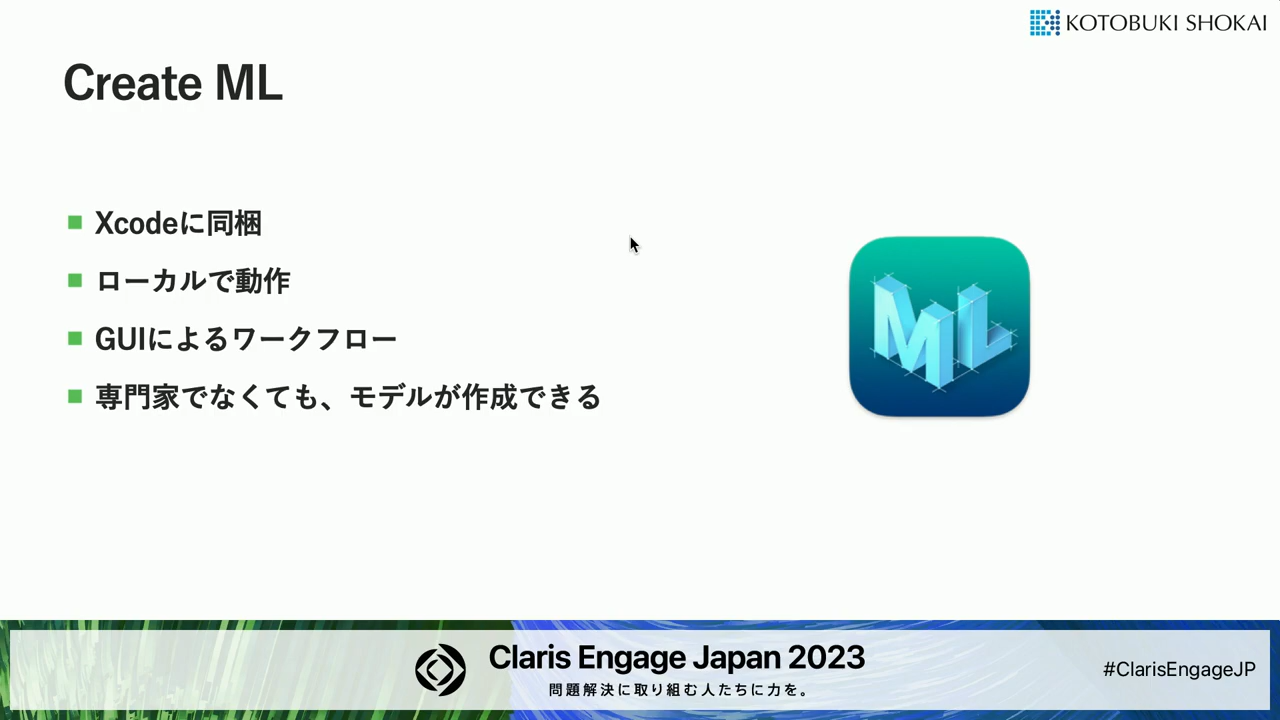 KOTOBUKI SHOKAI
Create ML
Xcodeに同梱
ローカルで動作
GUIによるワークフロー
専門家でなくても、モデルが作成できる
ML
Claris Engage Japan 2023
問題解決に取り組む人たちに力を。
#ClarisEngageJP